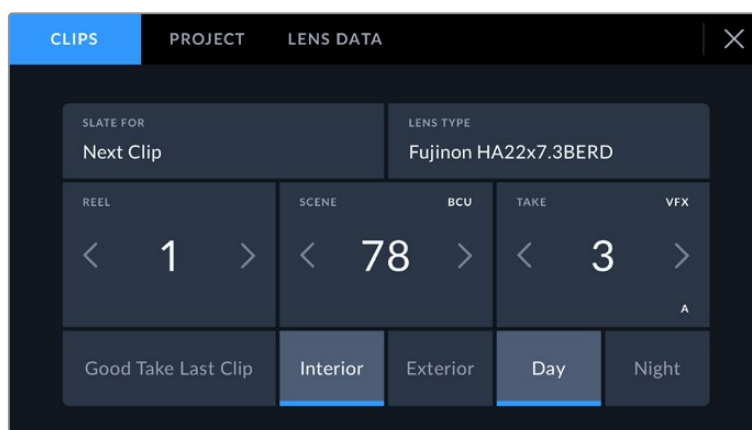 CLIPS PROJECT LENS DATA
SLATE FOR LENS TYPE
Next Clip Fujinon HA22x7.3BERD
REEL SCENE BCU TAKE VFX
1 78 3
A
Good Take Last Clip Interior Exterior Day Night